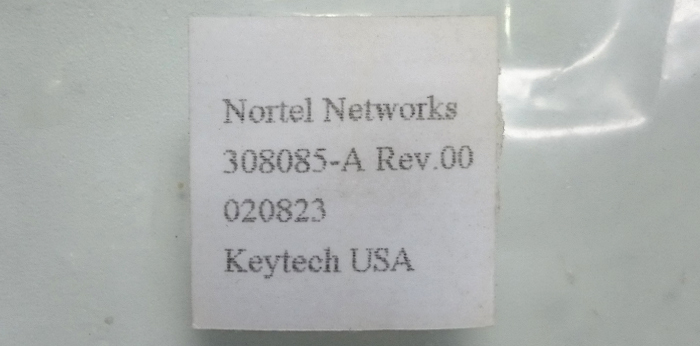 Nortel Networks
308085-A Rev.00
020823
Keytech USA